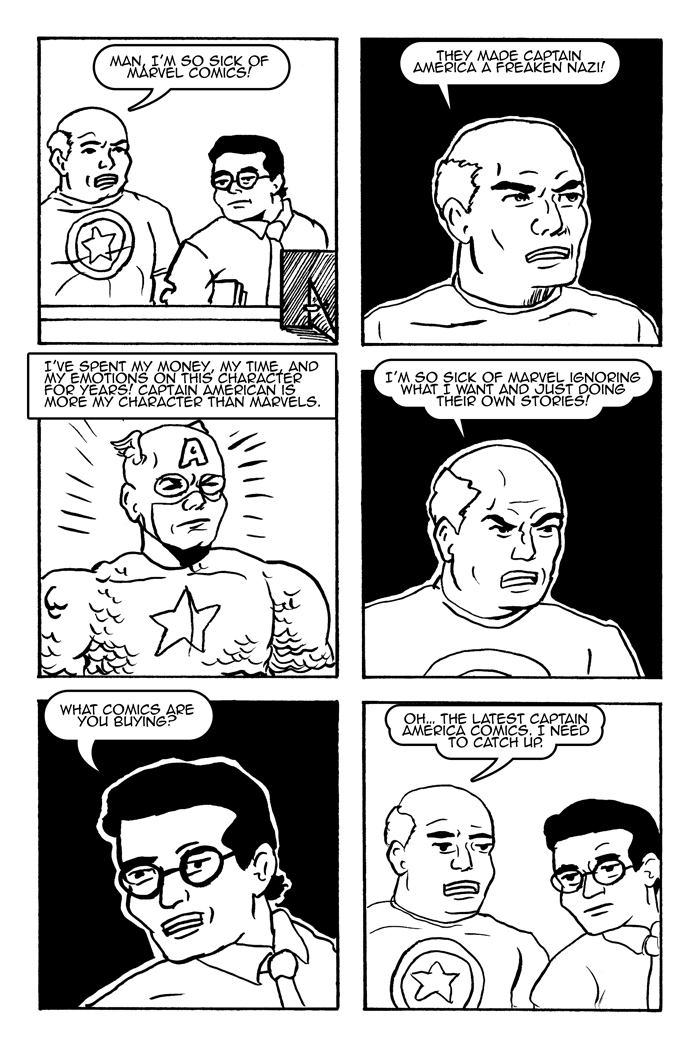 MAN, I'M SO SICK OF
MARVEL COMICS!
THEY MADE CAPTAIN
AMERICA A FREAKEN NAZI!
I'VE SPENT MY MONEY, MY TIME, AND
MY EMOTIONS ON THIS CHARACTER
FOR YEARS! CAPTAIN AMERICAN IS
MORE MY CHARACTER THAN MARVELS.
A
I'M SO SICK OF MARVEL IGNORING
WHAT I WANT AND JUST DOING
THEIR OWN STORIES!
WHAT COMICS ARE
YOU BUYING?
OH... THE LATEST CAPTAIN
AMERICA COMICS. I NEED
TO CATCH UP.